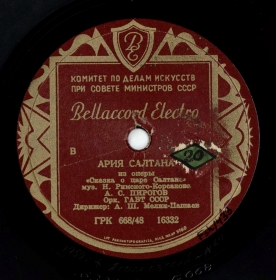 КОМИТЕТ ПО ДЕЛАМ ИСКУССТВ
ПРИ СОВЕТЕ МИНИСТРОВ СССР
Bellaccord Electro
В
АРИЯ САЛТАНА
20
из оперы
«Сказка о царе Салтане»
муз. Н. Римского-Корсакова
А. С. ПИРОГОВ
Орк. ГАБТ СССР
Дирижер: А. Ш. Мелик-Пашаев
ГРК 668/48 16332